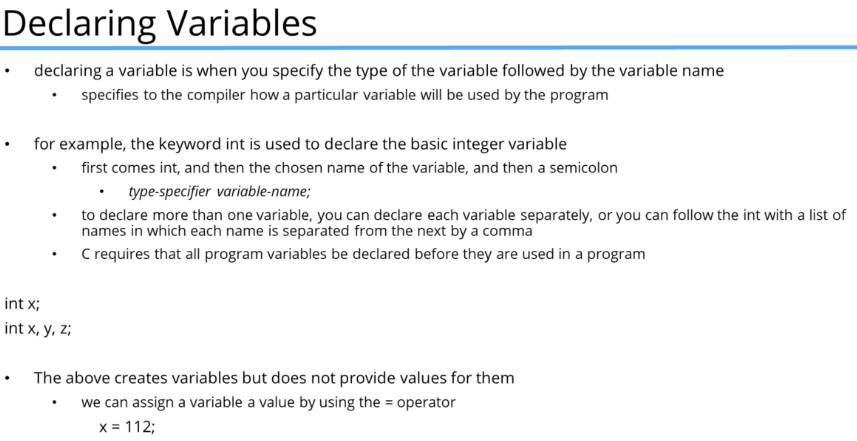 Declaring Variables
• declaring a variable is when you specify the type of the variable followed by the variable name
• specifies to the compiler how a particular variable will be used by the program
• for example, the keyword int is used to declare the basic integer variable
• first comes int, and then the chosen name of the variable, and then a semicolon
• type-specifier variable-name;
• to declare more than one variable, you can declare each variable separately, or you can follow the int with a list of
names in which each name is separated from the next by a comma
• C requires that all program variables be declared before they are used in a program
int x;
int x, y, z;
• The above creates variables but does not provide values for them
• we can assign a variable a value by using the = operator
x = 112;